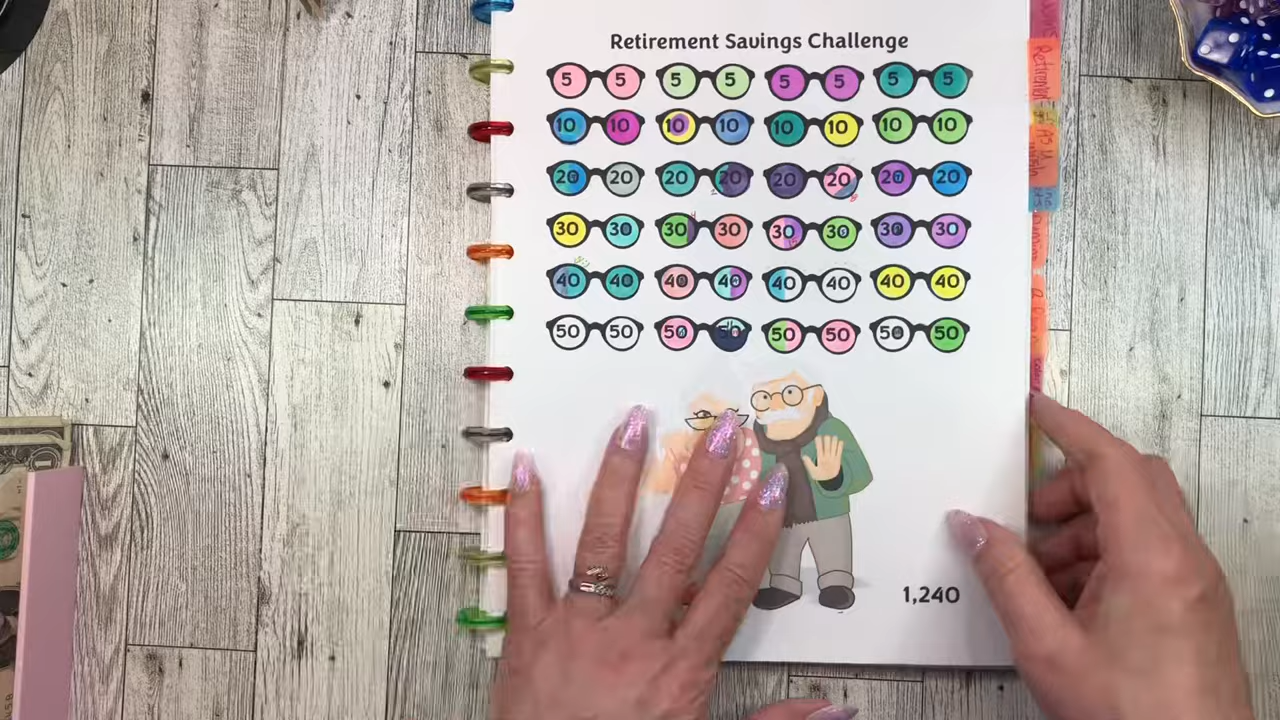 Retirement Savings Challenge
5 5 5 5 5 5 5 5
10 10 10 10 10 10 10 10
20 20 20 20 20 20 20 20
30 30 30 30 30 30 30 30
40 40 40 40 40 40 40 40
50 50 50 50 50 50 50 50
1,240
Retirement